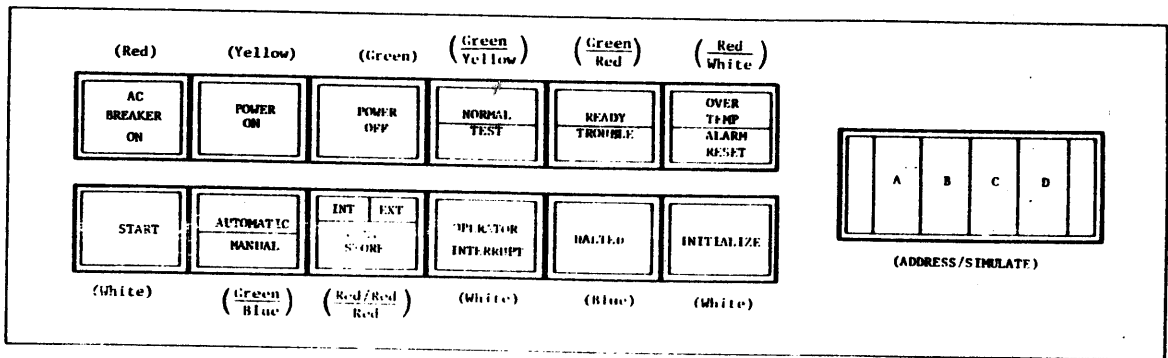 (Red) (Yellow) (Green) (Green/Yellow) (Green/Red) (Red/White)
AC BREAKER ON
POWER ON
POWER OFF
NORMAL
TEST
READY
TROUBLE
OVER TEMP
ALARM RESET
A B C D
(ADDRESS/SIMULATE)
START
AUTOMATIC
MANUAL
INT EXT
STORE
OPERATOR INTERRUPT
HALTED
INITIALIZE
(White) (Green/Blue) (Red/Red/Red) (White) (Blue) (White)